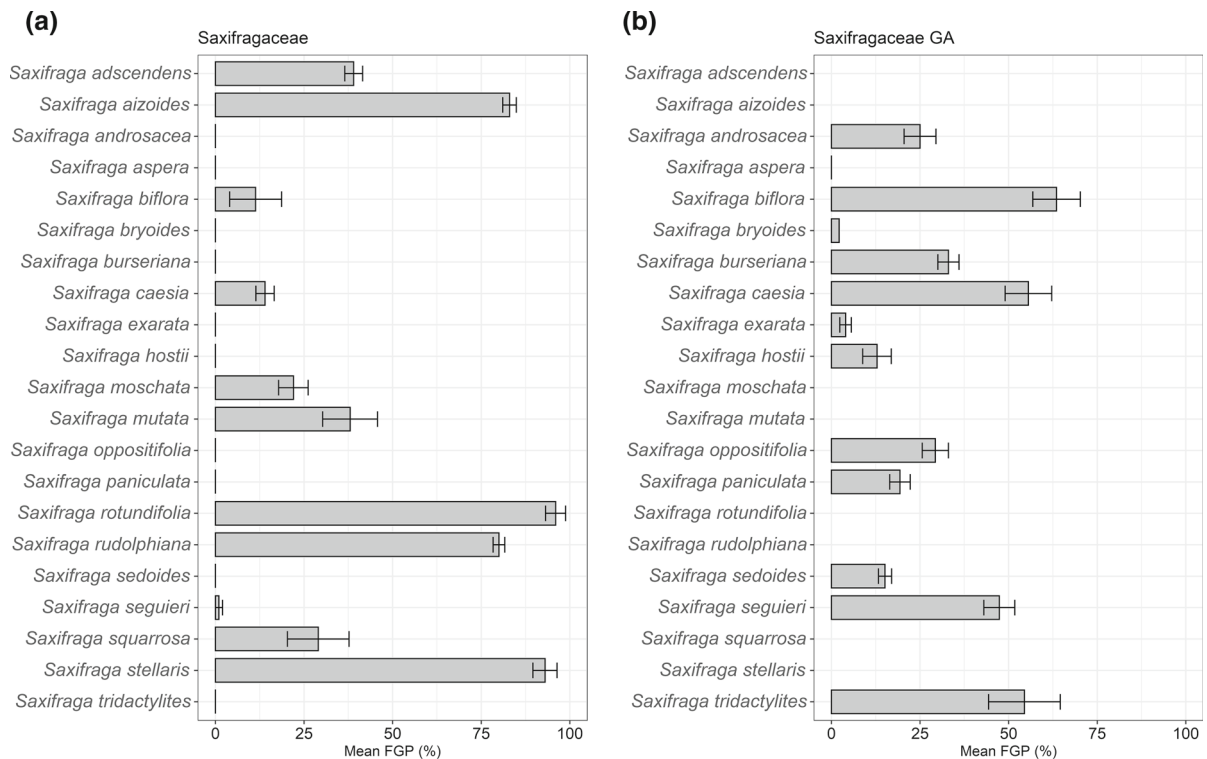 (a)
Saxifragaceae
Saxifraga adscendens
Saxifraga aizoides
Saxifraga androsacea
Saxifraga aspera
Saxifraga biflora
Saxifraga bryoides
Saxifraga burseriana
Saxifraga caesia
Saxifraga exarata
Saxifraga hostii
Saxifraga moschata
Saxifraga mutata
Saxifraga oppositifolia
Saxifraga paniculata
Saxifraga rotundifolia
Saxifraga rudolphiana
Saxifraga sedoides
Saxifraga seguieri
Saxifraga squarrosa
Saxifraga stellaris
Saxifraga tridactylites
0 25 50 75 100
Mean FGP (%)
(b)
Saxifragaceae GA
Saxifraga adscendens
Saxifraga aizoides
Saxifraga androsacea
Saxifraga aspera
Saxifraga biflora
Saxifraga bryoides
Saxifraga burseriana
Saxifraga caesia
Saxifraga exarata
Saxifraga hostii
Saxifraga moschata
Saxifraga mutata
Saxifraga oppositifolia
Saxifraga paniculata
Saxifraga rotundifolia
Saxifraga rudolphiana
Saxifraga sedoides
Saxifraga seguieri
Saxifraga squarrosa
Saxifraga stellaris
Saxifraga tridactylites
0 25 50 75 100
Mean FGP (%)